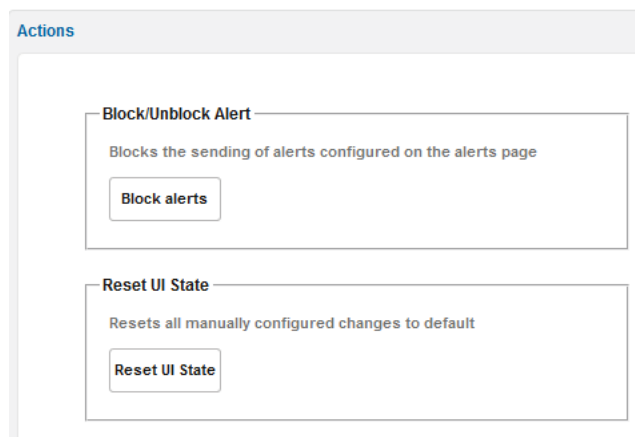 Actions
Block/Unblock Alert
Blocks the sending of alerts configured on the alerts page
Block alerts
Reset UI State
Resets all manually configured changes to default
Reset UI State